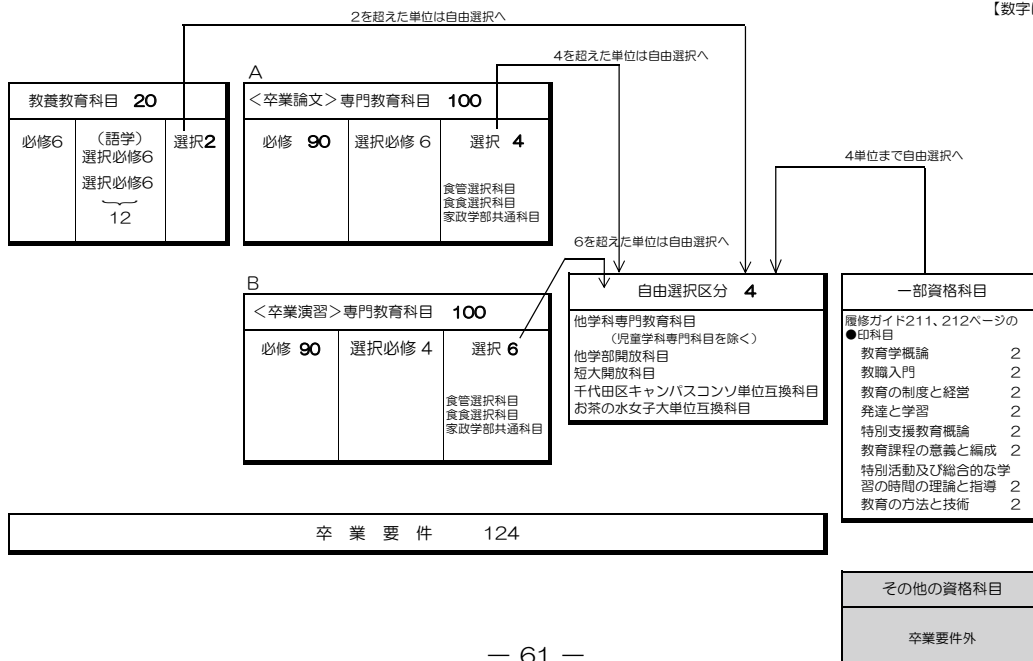 【数字
2を超えた単位は自由選択へ
4を超えた単位は自由選択へ
教養教育科目 20
必修6
（語学）
選択必修6
選択必修6
12
選択2
A
＜卒業論文＞専門教育科目 100
必修 90
選択必修 6
選択 4
食管選択科目
食食選択科目
家政学部共通科目
4単位まで自由選択へ
6を超えた単位は自由選択へ
B
＜卒業演習＞専門教育科目 100
必修 90
選択必修 4
選択 6
食管選択科目
食食選択科目
家政学部共通科目
自由選択区分 4
他学科専門教育科目
（児童学科専門科目を除く）
他学部開放科目
短大開放科目
千代田区キャンパスコンソ単位互換科目
お茶の水女子大単位互換科目
一部資格科目
履修ガイド211、212ページの
●印科目
教育学概論 2
教職入門 2
教育の制度と経営 2
発達と学習 2
特別支援教育概論 2
教育課程の意義と編成 2
特別活動及び総合的な学
習の時間の理論と指導 2
教育の方法と技術 2
卒業要件 124
その他の資格科目
卒業要件外
― 61 ―